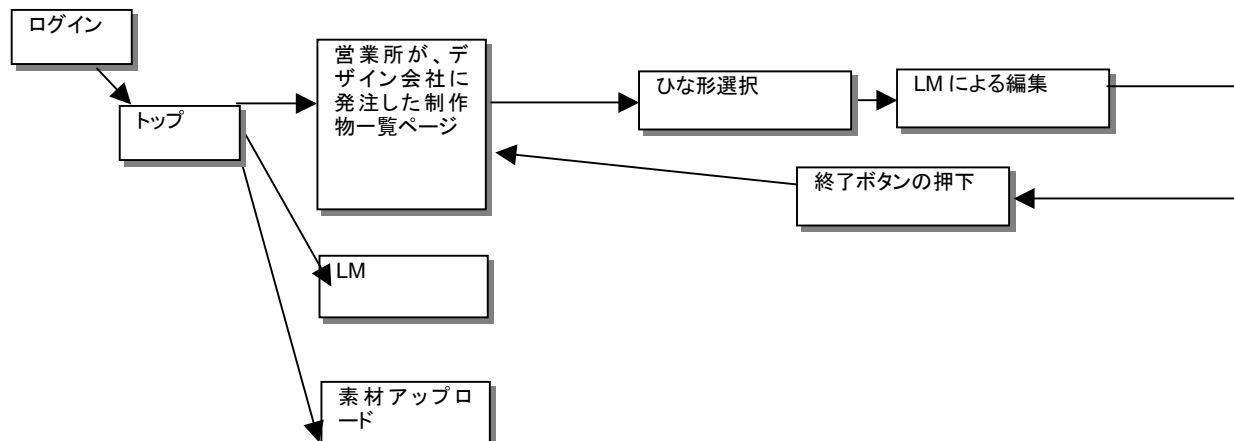 ログイン
トップ
営業所が、デ
ザイン会社に
発注した制作
物一覧ページ
ひな形選択
LM による編集
終了ボタンの押下
LM
素材アップロ
ード